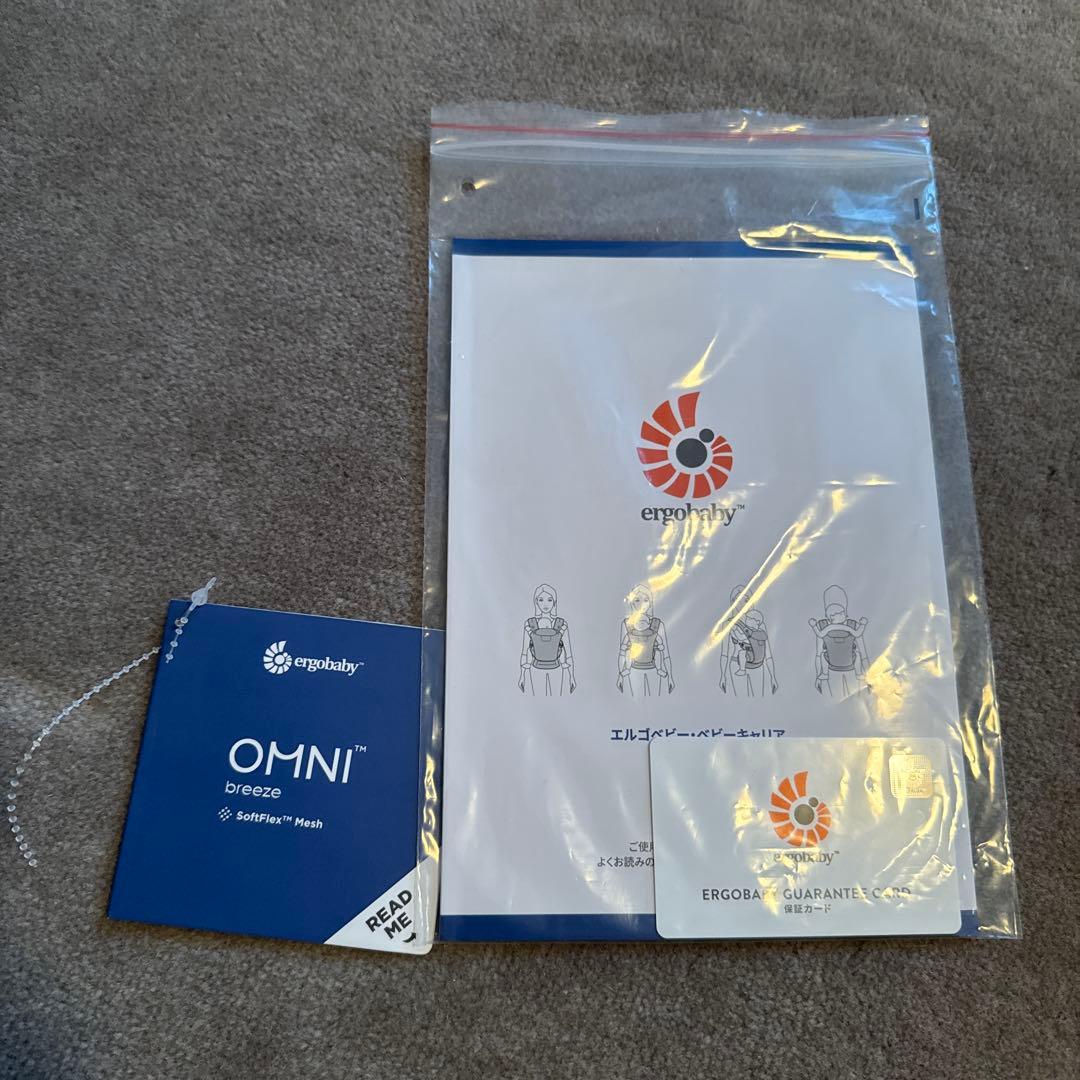 ergobaby™
エルゴベビー・ベビーキャリア
ご使用
よくお読みの
ergobaby™
OMNI™
breeze
SoftFlex™ Mesh
READ
ME
ergobaby™
ERGOBABY GUARANTEE CARD
保証カード